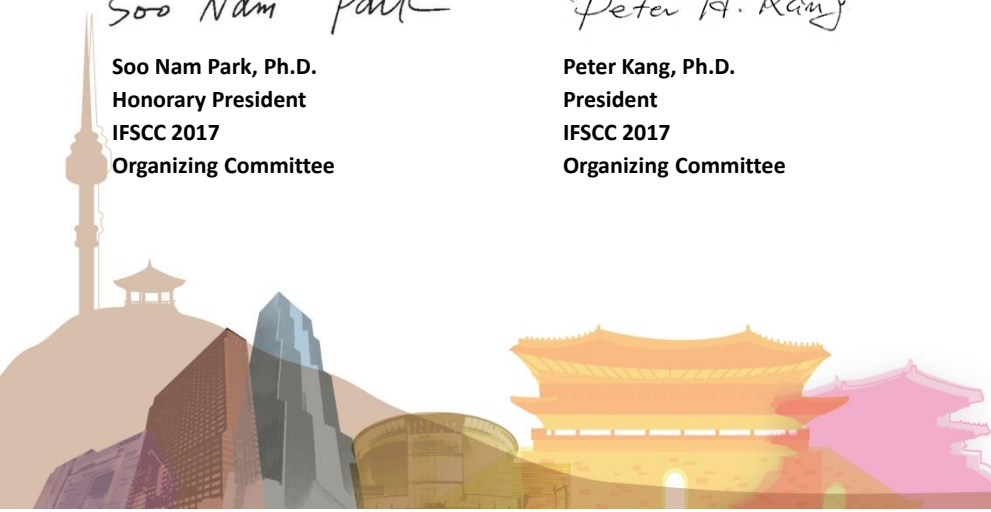 Soo Nam Park
Peter H. Kang
Soo Nam Park, Ph.D.
Honorary President
IFSCC 2017
Organizing Committee
Peter Kang, Ph.D.
President
IFSCC 2017
Organizing Committee